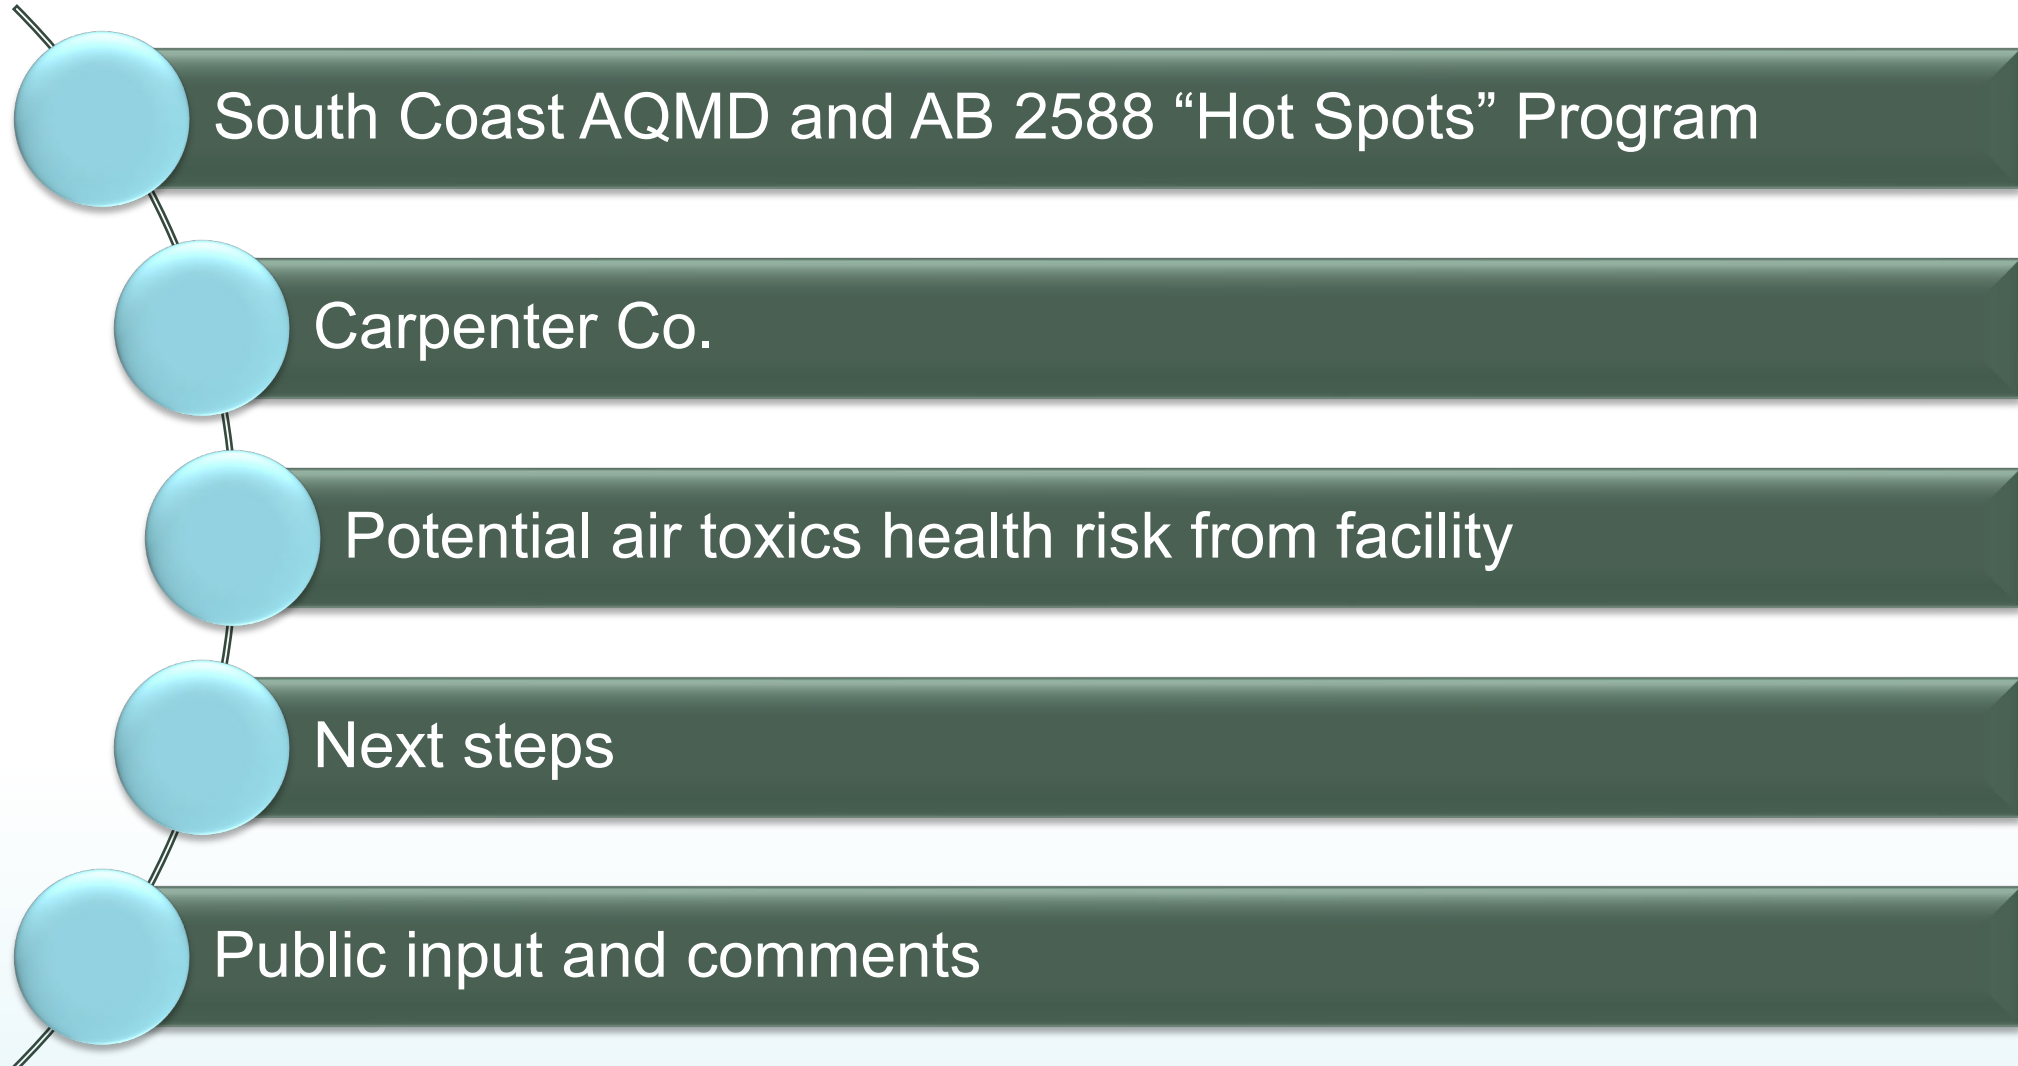 South Coast AQMD and AB 2588 “Hot Spots” Program
Carpenter Co.
Potential air toxics health risk from facility
Next steps
Public input and comments